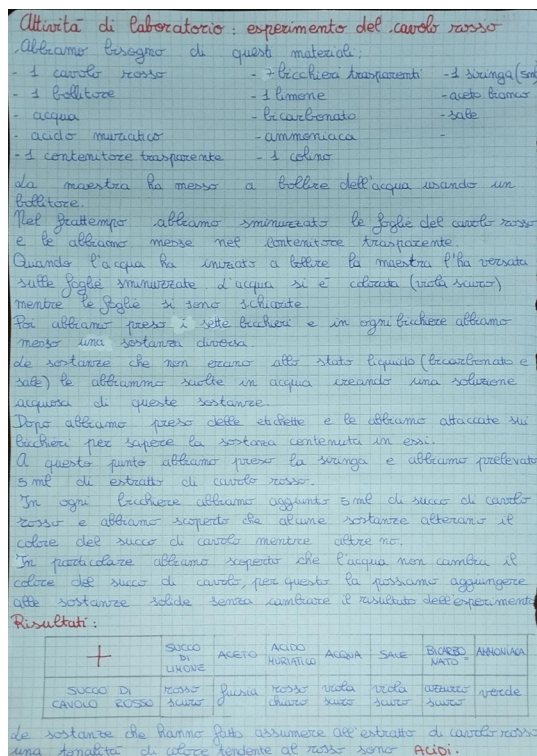 Attività di laboratorio: esperimento del cavolo rosso
Abbiamo bisogno di questi materiali:
- 1 cavolo rosso - 7 bicchieri trasparenti - 1 siringa (5ml
- 1 bollitore - 1 limone - aceto bianco
- acqua - bicarbonato - sale
- acido muriatico - ammoniaca -
- 1 contenitore trasparente - 1 colino
La maestra ha messo a bollire dell'acqua usando un
bollitore.
Nel frattempo abbiamo sminuzzato le foglie del cavolo rosso
e le abbiamo messe nel contenitore trasparente.
Quando l'acqua ha iniziato a bollire la maestra l'ha versata
sulle foglie sminuzzate. L'acqua si è colorata (viola scuro)
mentre le foglie si sono schiarite.
Poi abbiamo preso i sette bicchieri e in ogni bicchiere abbiamo
messo una sostanza diversa.
Le sostanze che non erano allo stato liquido (bicarbonato e
sale) le abbiammo sciolte in acqua creando una soluzione
acquosa di queste sostanze.
Dopo abbiamo preso delle etichette e le abbiamo attaccate sui
bicchieri per sapere la sostanza contenuta in essi.
A questo punto abbiamo preso la siringa e abbiamo prelevato
5 ml di estratto di cavolo rosso.
In ogni bicchiere abbiamo aggiunto 5 ml di succo di cavolo
rosso e abbiamo scoperto che alcune sostanze alterano il
colore del succo di cavolo mentre altre no.
In particolare abbiamo scoperto che l'acqua non cambia il
colore del succo di cavolo, per questo la possiamo aggiungere
alle sostanze solide senza cambiare il risultato dell'esperimento
Risultati:
+ SUCCO DI LIMONE ACETO ACIDO MURIATICO ACQUA SALE BICARBONATO AMMONIACA
SUCCO DI CAVOLO ROSSO rosso scuro fucsia rosso chiaro viola scuro viola scuro azzurro scuro verde
Le sostanze che hanno fatto assumere all'estratto di cavolo rosso
una tonalità di colore tendente al rosso sono ACIDI.